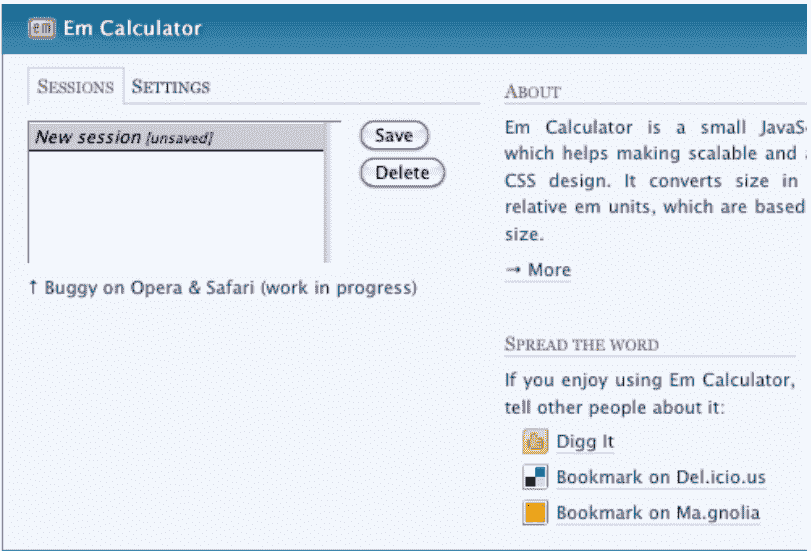 em Em Calculator
SESSIONS SETTINGS
New session [unsaved]
Save
Delete
↑ Buggy on Opera & Safari (work in progress)
ABOUT
Em Calculator is a small JavaS
which helps making scalable and
CSS design. It converts size in
relative em units, which are based
size.
→ More
SPREAD THE WORD
If you enjoy using Em Calculator,
tell other people about it:
Digg It
Bookmark on Del.icio.us
Bookmark on Ma.gnolia